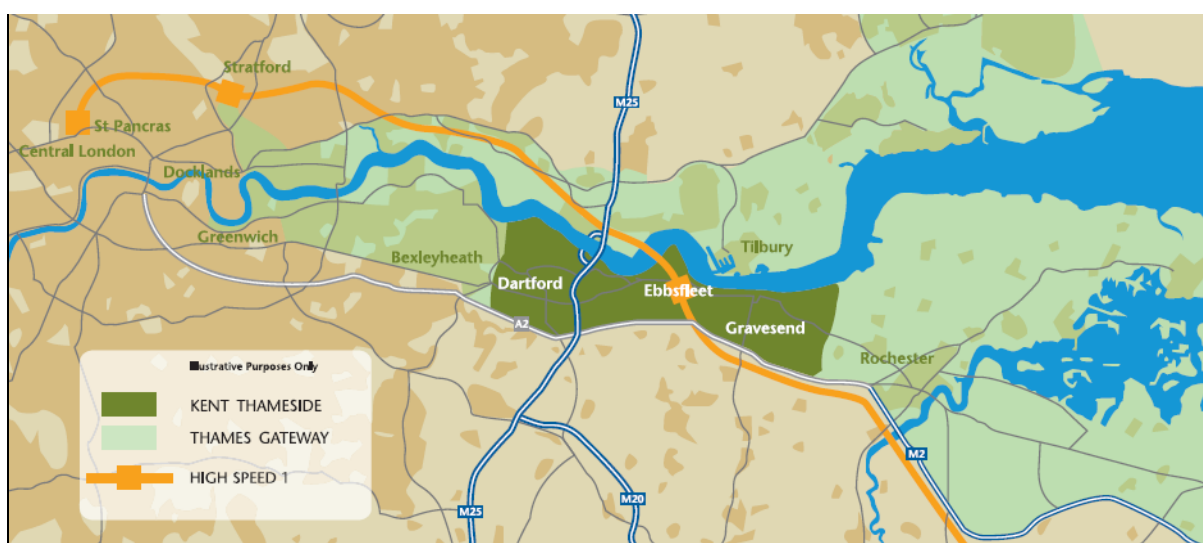 M25
Stratford
St Pancras
Central London
Docklands
Greenwich
Bexleyheath
Tilbury
Dartford
Ebbsfleet
Gravesend
A2
Rochester
Illustrative Purposes Only
KENT THAMESIDE
THAMES GATEWAY
HIGH SPEED 1
M2
M20
M25